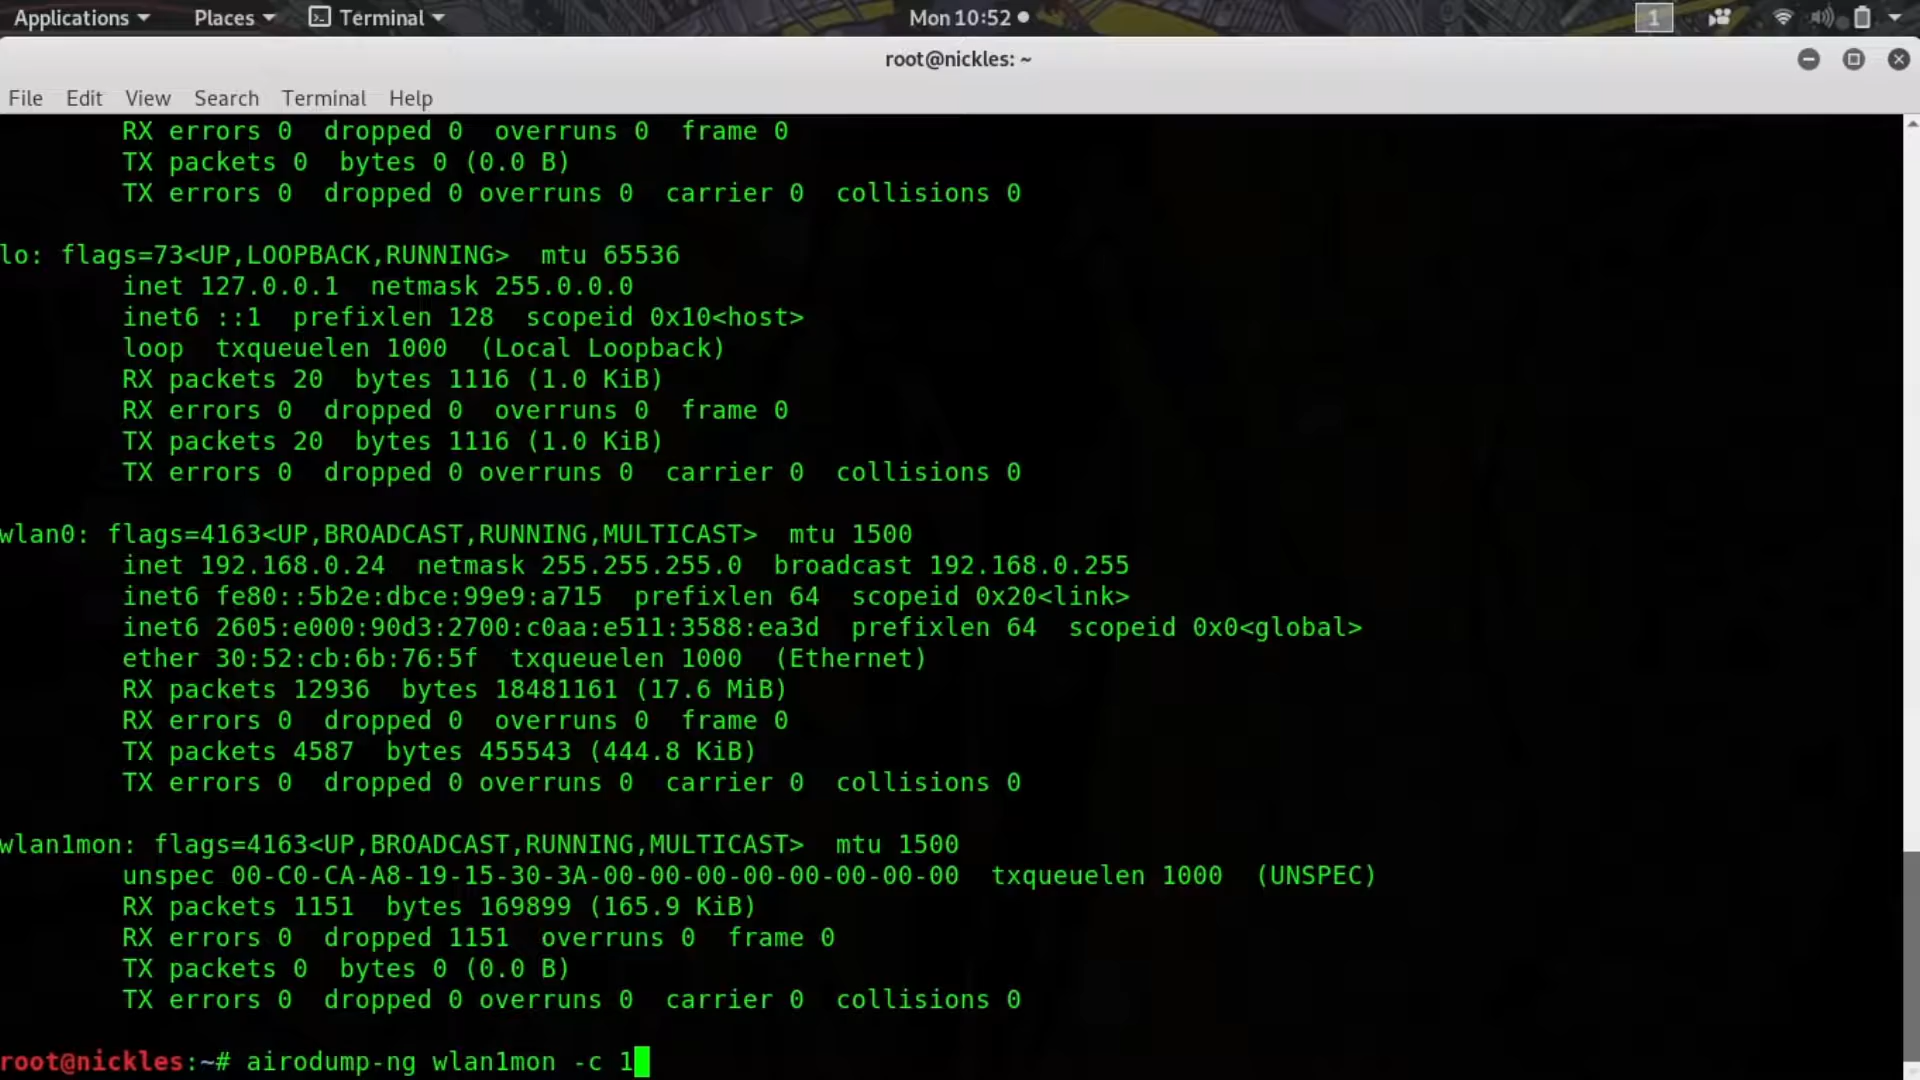 Applications Places Terminal Mon 10:52 1
root@nickles: ~
File Edit View Search Terminal Help
RX errors 0  dropped 0  overruns 0  frame 0
TX packets 0  bytes 0 (0.0 B)
TX errors 0  dropped 0 overruns 0  carrier 0  collisions 0
lo: flags=73<UP,LOOPBACK,RUNNING>  mtu 65536
inet 127.0.0.1  netmask 255.0.0.0
inet6 ::1  prefixlen 128  scopeid 0x10<host>
loop  txqueuelen 1000  (Local Loopback)
RX packets 20  bytes 1116 (1.0 KiB)
RX errors 0  dropped 0  overruns 0  frame 0
TX packets 20  bytes 1116 (1.0 KiB)
TX errors 0  dropped 0 overruns 0  carrier 0  collisions 0
wlan0: flags=4163<UP,BROADCAST,RUNNING,MULTICAST>  mtu 1500
inet 192.168.0.24  netmask 255.255.255.0  broadcast 192.168.0.255
inet6 fe80::5b2e:dbce:99e9:a715  prefixlen 64  scopeid 0x20<link>
inet6 2605:e000:90d3:2700:c0aa:e511:3588:ea3d  prefixlen 64  scopeid 0x0<global>
ether 30:52:cb:6b:76:5f  txqueuelen 1000  (Ethernet)
RX packets 12936  bytes 18481161 (17.6 MiB)
RX errors 0  dropped 0  overruns 0  frame 0
TX packets 4587  bytes 455543 (444.8 KiB)
TX errors 0  dropped 0 overruns 0  carrier 0  collisions 0
wlan1mon: flags=4163<UP,BROADCAST,RUNNING,MULTICAST>  mtu 1500
unspec 00-C0-CA-A8-19-15-30-3A-00-00-00-00-00-00-00-00  txqueuelen 1000  (UNSPEC)
RX packets 1151  bytes 169899 (165.9 KiB)
RX errors 0  dropped 1151  overruns 0  frame 0
TX packets 0  bytes 0 (0.0 B)
TX errors 0  dropped 0 overruns 0  carrier 0  collisions 0
root@nickles:~# airodump-ng wlan1mon -c 1